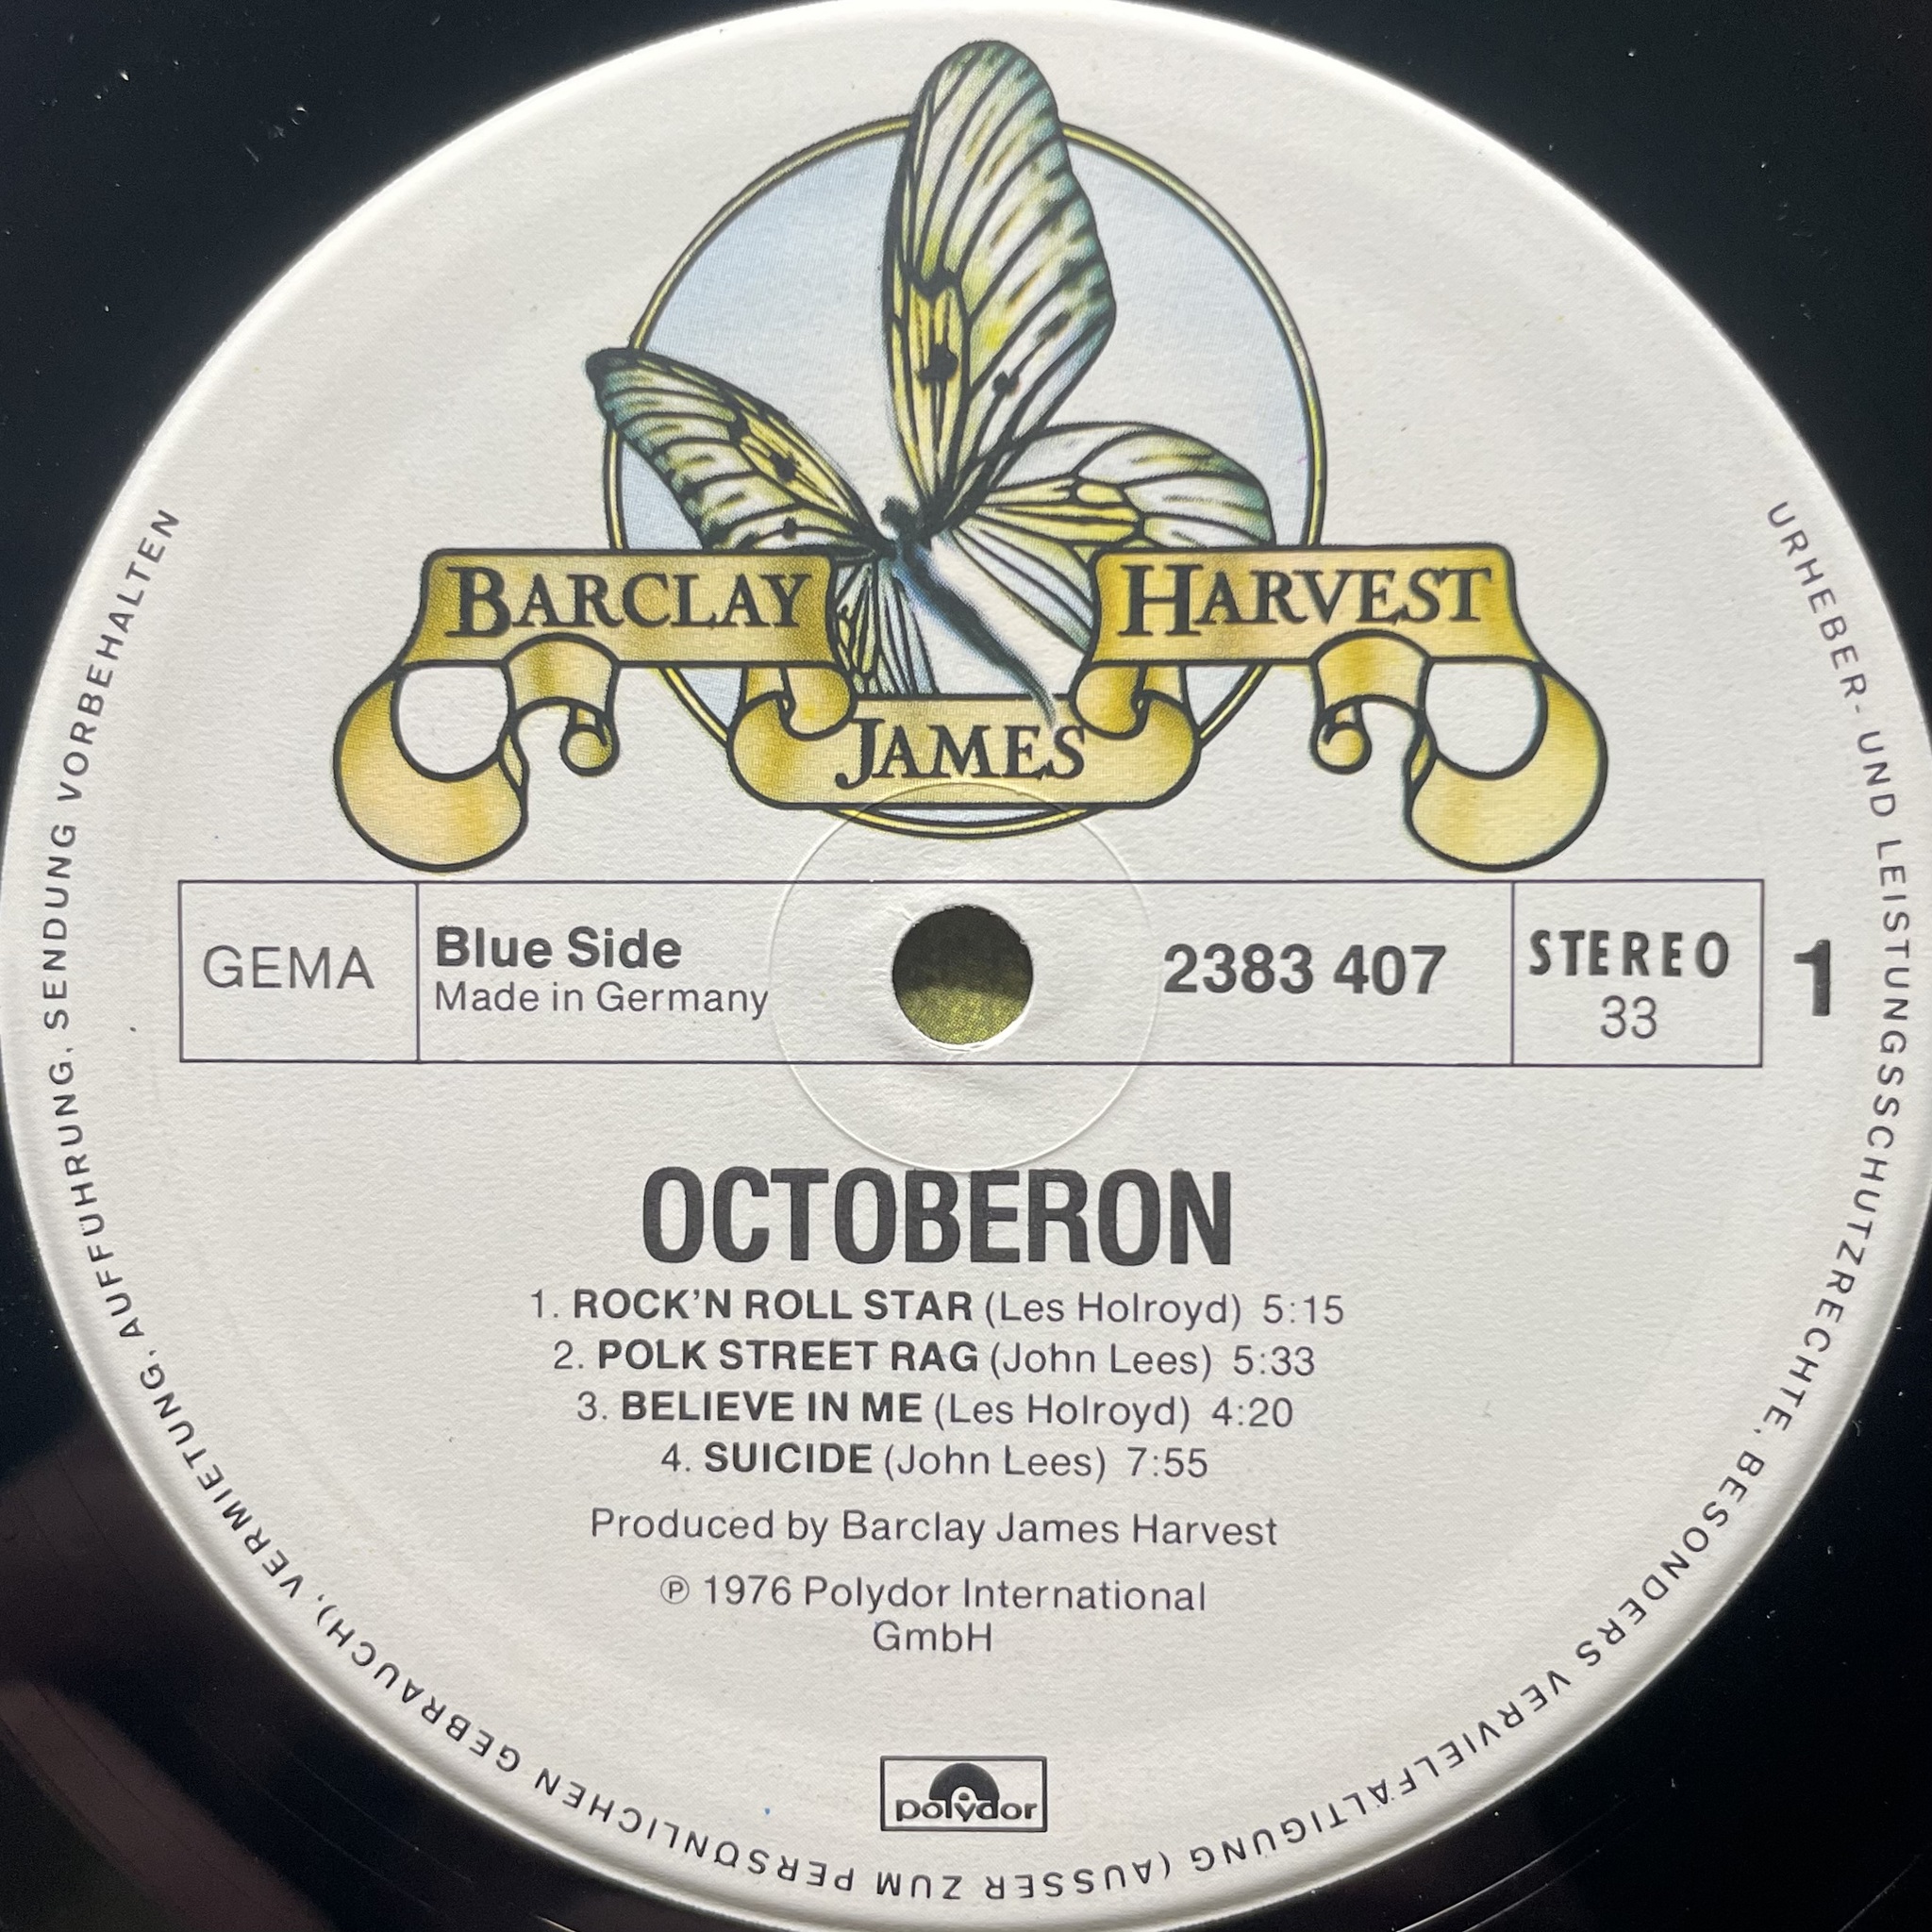 BARCLAY
JAMES
HARVEST
GEMA
Blue Side
Made in Germany
2383 407
STEREO
33
1
OCTOBERON
1. ROCK'N ROLL STAR (Les Holroyd) 5:15
2. POLK STREET RAG (John Lees) 5:33
3. BELIEVE IN ME (Les Holroyd) 4:20
4. SUICIDE (John Lees) 7:55
Produced by Barclay James Harvest
℗ 1976 Polydor International
GmbH
polydor
URHEBER- UND LEISTUNGSSCHUTZRECHTE, BESONDERS VERVIELFÄLTIGUNG (AUSSER ZUM PERSÖNLICHEN GEBRAUCH), VERMIETUNG, AUFFÜHRUNG, SENDUNG VORBEHALTEN